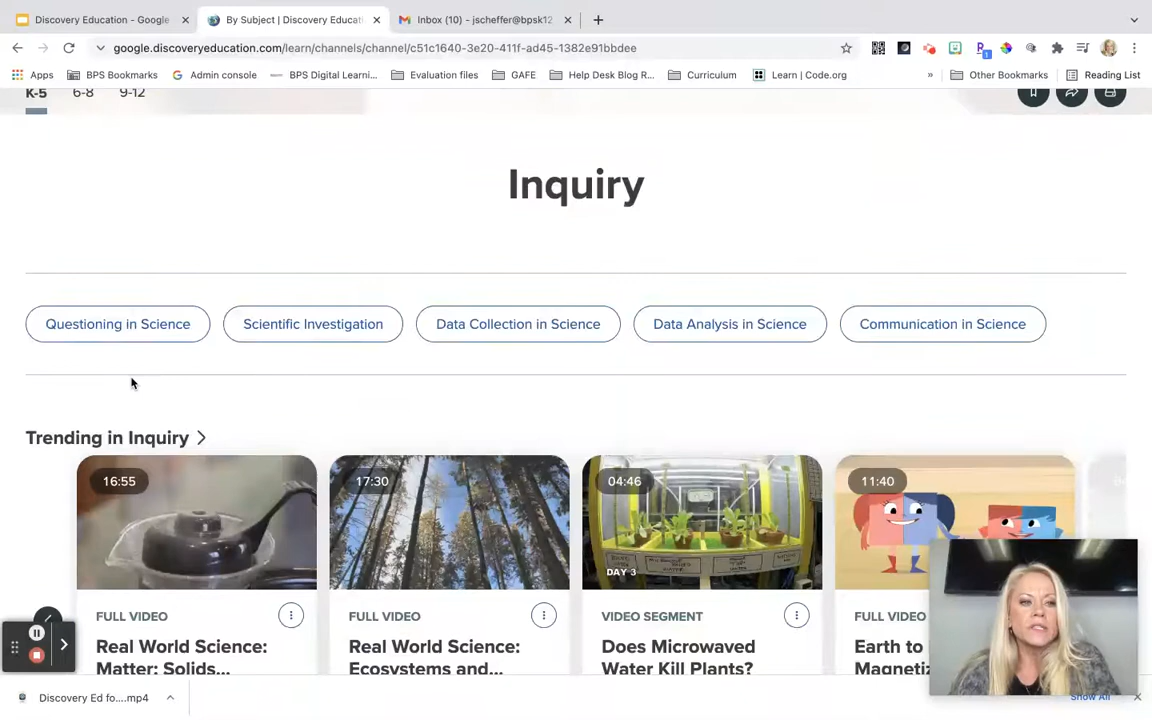 Discovery Education - Google
By Subject | Discovery Educati
Inbox (10) - jscheffer@bpsk12
google.discoveryeducation.com/learn/channels/channel/c51c1640-3e20-411f-ad45-1382e91bbdee
Apps
BPS Bookmarks
Admin console
BPS Digital Learni...
Evaluation files
GAFE
Help Desk Blog R...
Curriculum
Learn | Code.org
»
Other Bookmarks
Reading List
K-5 6-8 9-12
Inquiry
Questioning in Science
Scientific Investigation
Data Collection in Science
Data Analysis in Science
Communication in Science
Trending in Inquiry
16:55
17:30
04:46
11:40
DAY 3
FULL VIDEO
Real World Science:
Matter: Solids...
FULL VIDEO
Real World Science:
Ecosystems and...
VIDEO SEGMENT
Does Microwaved
Water Kill Plants?
FULL VIDEO
Earth to
Magnetiz
Discovery Ed fo....mp4
Show All